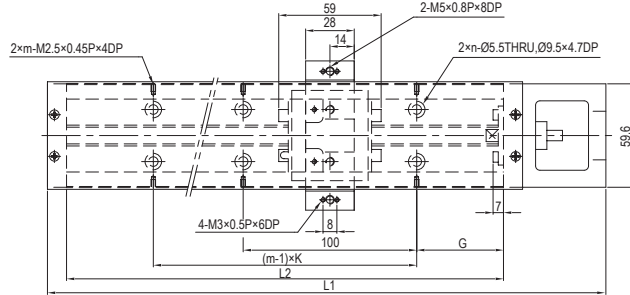 59
28
2-M5×0.8P×8DP
14
2×m-M2.5×0.45P×4DP
2×n-Ø5.5THRU,Ø9.5×4.7DP
59.6
7
4-M3×0.5P×6DP
8
100
G
(m-1)×K
L2
L1